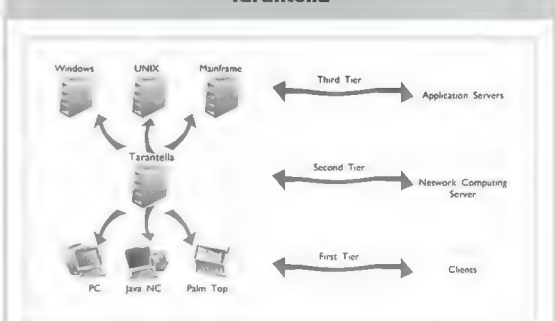 Tarantella
Windows UNIX Mainframe
Third Tier
Application Servers
Tarantella
Second Tier
Network Computing
Server
First Tier
Clients
PC Java NC Palm Top